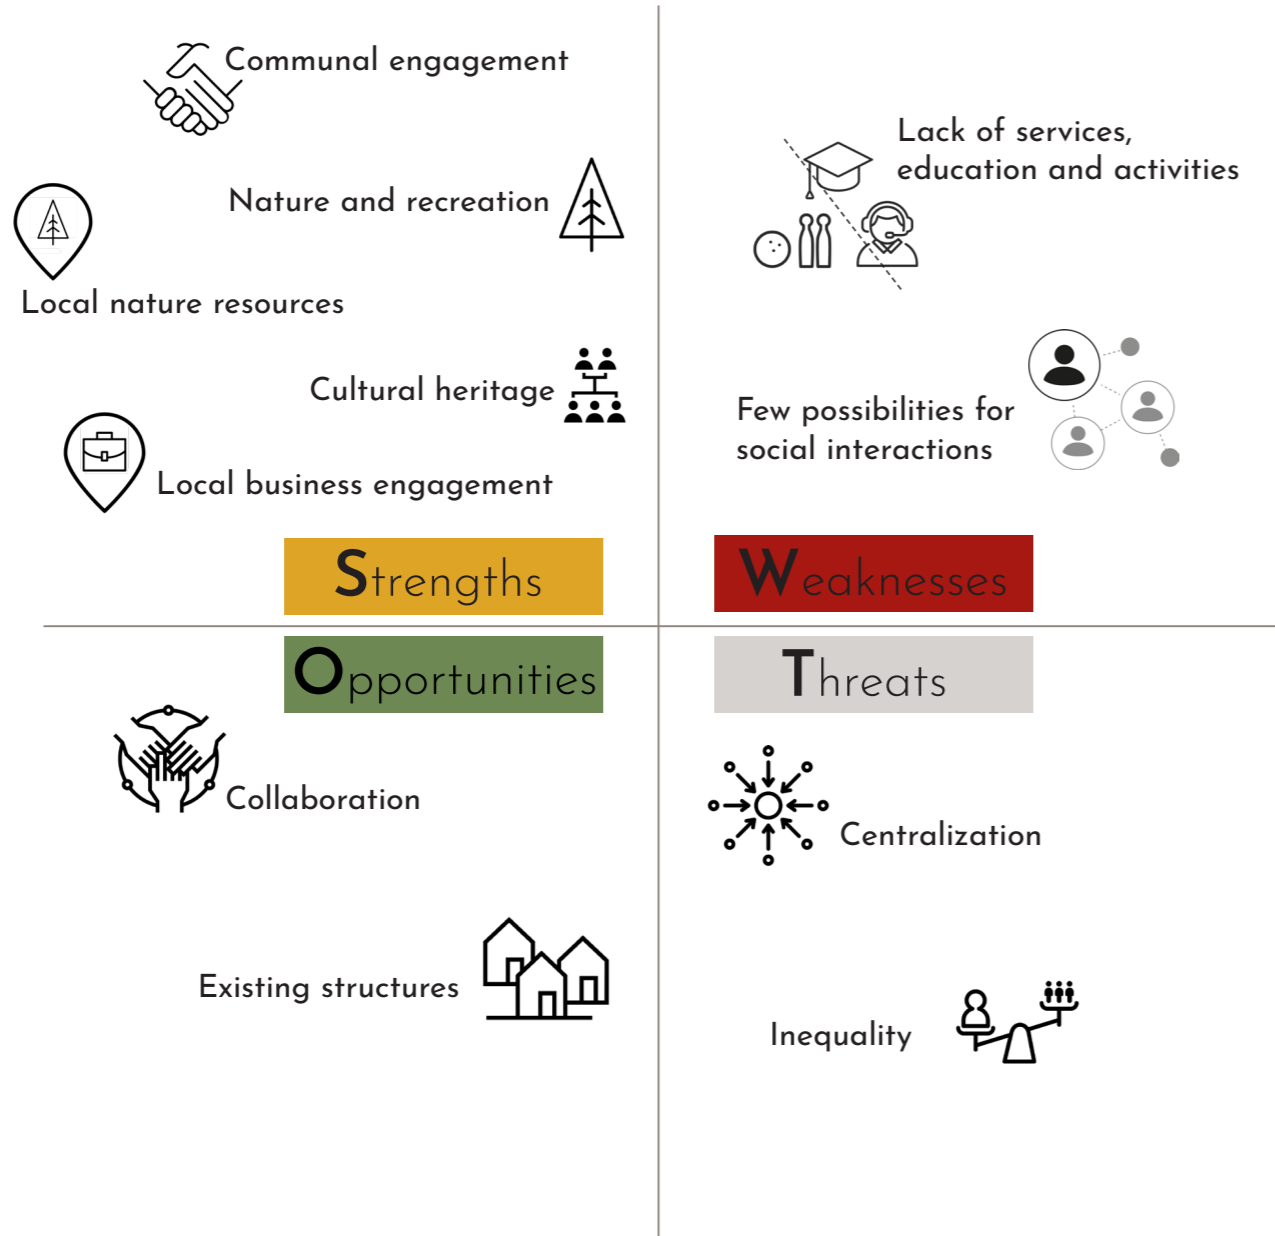 Communal engagement
Nature and recreation
Local nature resources
Cultural heritage
Local business engagement
Strengths
Lack of services,
education and activities
Few possibilities for
social interactions
Weaknesses
Opportunities
Collaboration
Existing structures
Threats
Centralization
Inequality